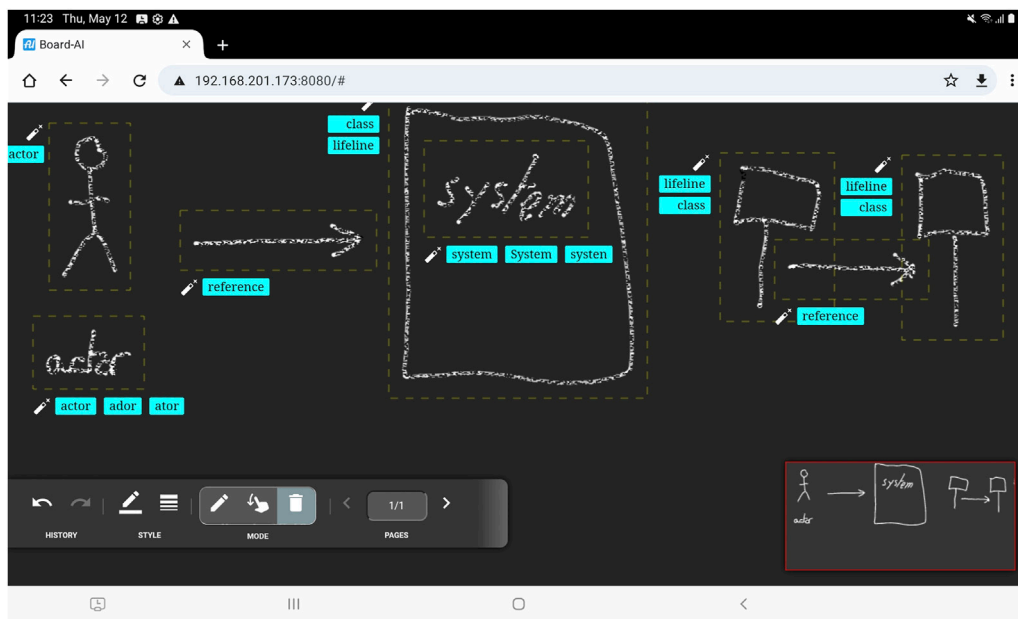 11:23 Thu, May 12
Board-AI
192.168.201.173:8080/#
actor
class
lifeline
system
system System systen
lifeline
class
lifeline
class
reference
reference
actor
actor ador ator
HISTORY
STYLE
MODE
1/1
PAGES
system
actor